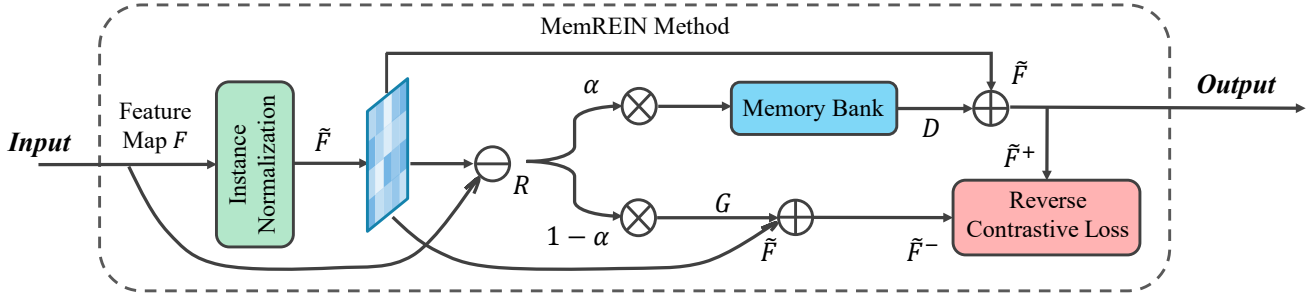 MemREIN Method
Input
Feature
Map F
Instance
Normalization
F̃
R
α
Memory Bank
D
F̃
Output
F̃⁺
1 − α
G
F̃
F̃⁻
Reverse
Contrastive Loss